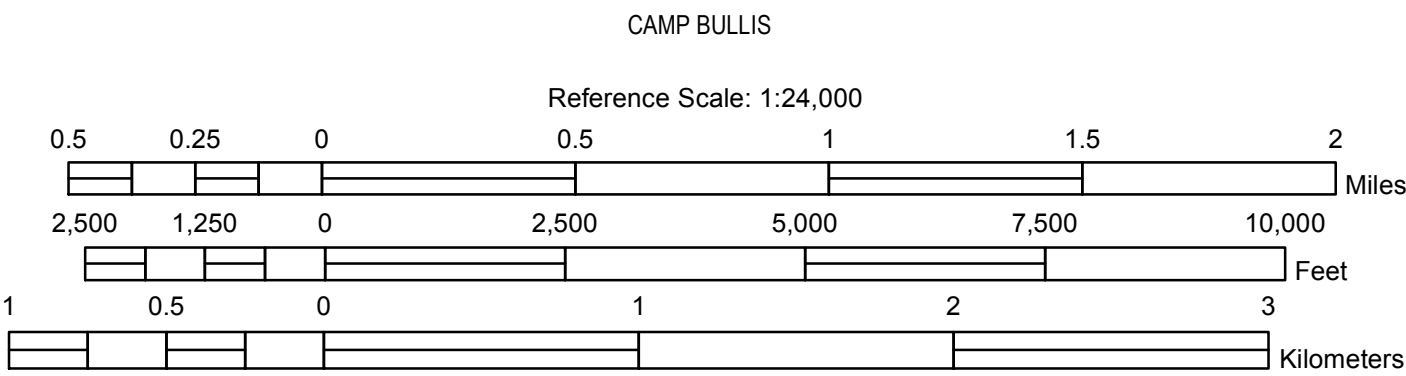 CAMP BULLIS
Reference Scale: 1:24,000
0.5 0.25 0 0.5 1 1.5 2
Miles
2,500 1,250 0 2,500 5,000 7,500 10,000
Feet
1 0.5 0 1 2 3
Kilometers